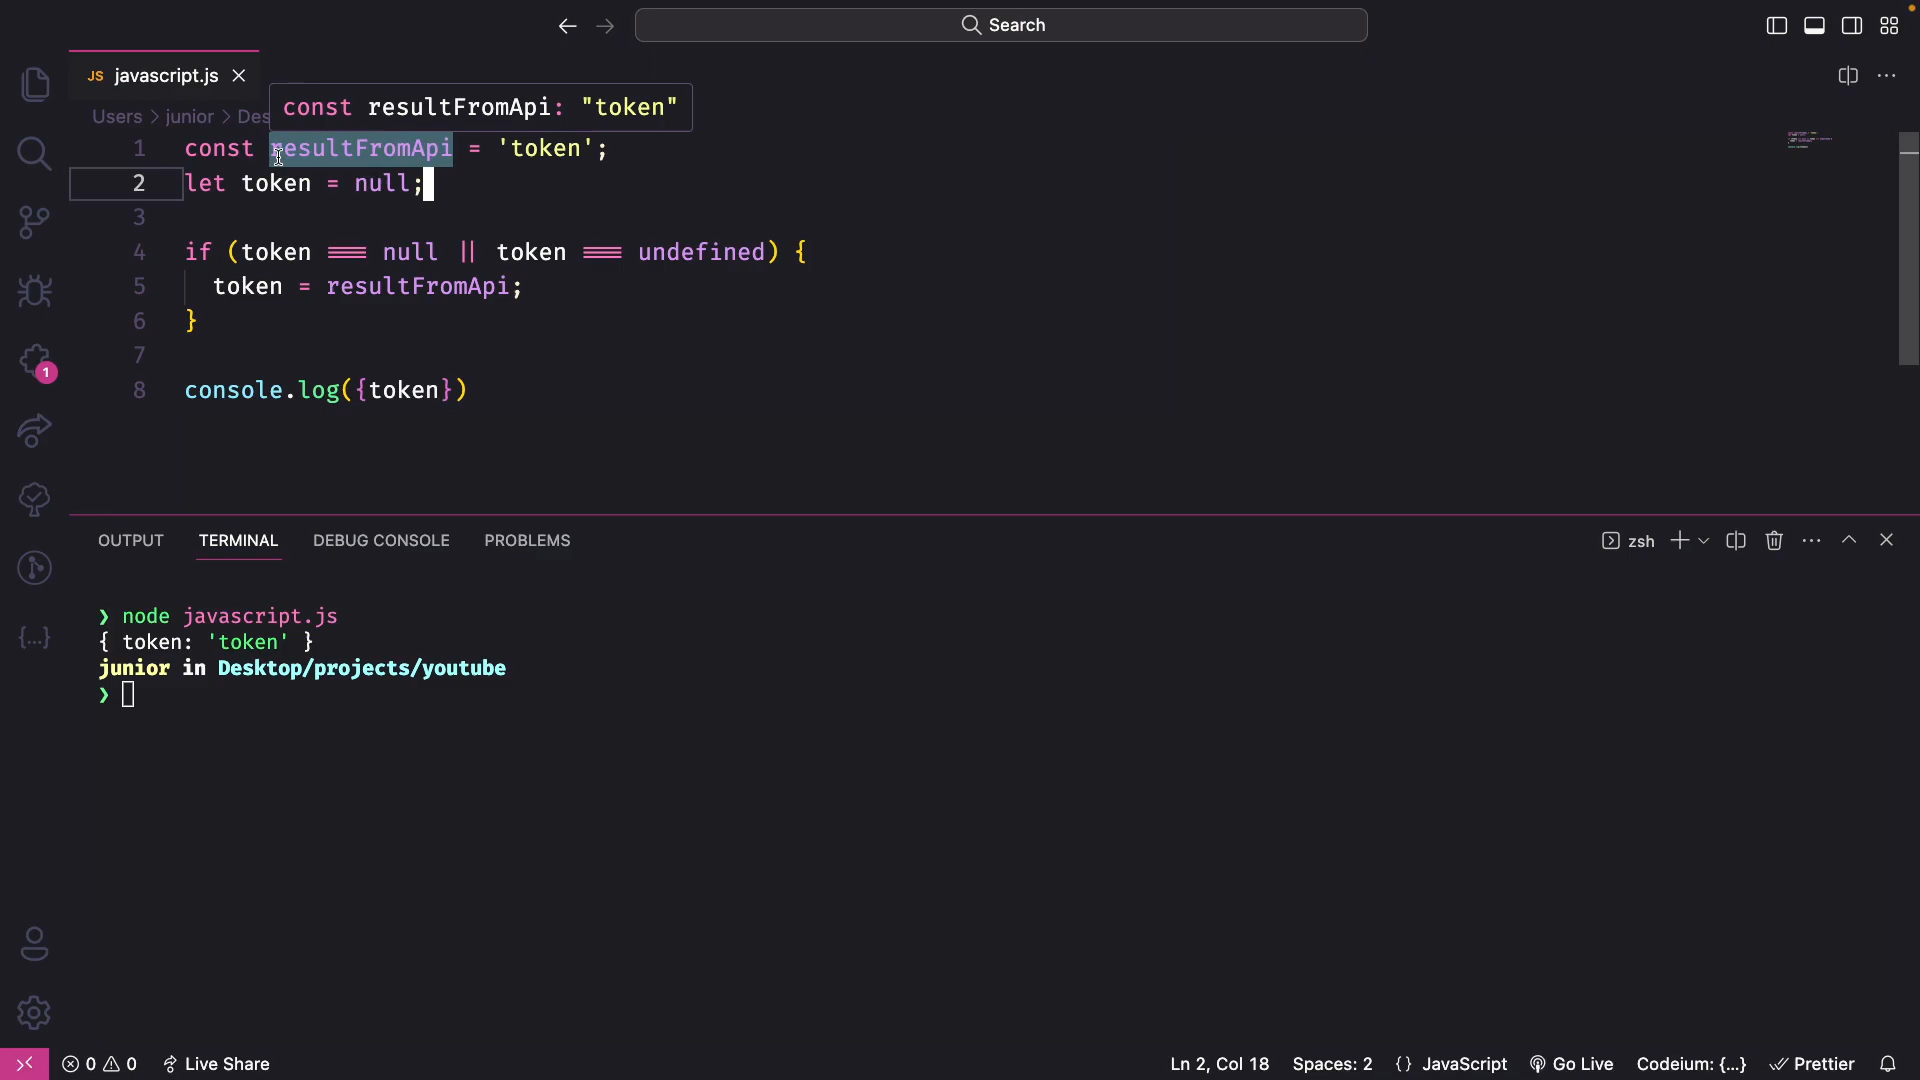 Search
JS javascript.js
const resultFromApi: "token"
Users > junior > Des
1 const resultFromApi = 'token';
2 let token = null;
3
4 if (token === null || token === undefined) {
5 token = resultFromApi;
6 }
7
8 console.log({token})
1
OUTPUT TERMINAL DEBUG CONSOLE PROBLEMS zsh
❯ node javascript.js
{ token: 'token' }
junior in Desktop/projects/youtube
❯
0 0 Live Share Ln 2, Col 18 Spaces: 2 {} JavaScript Go Live Codeium: {...} Prettier